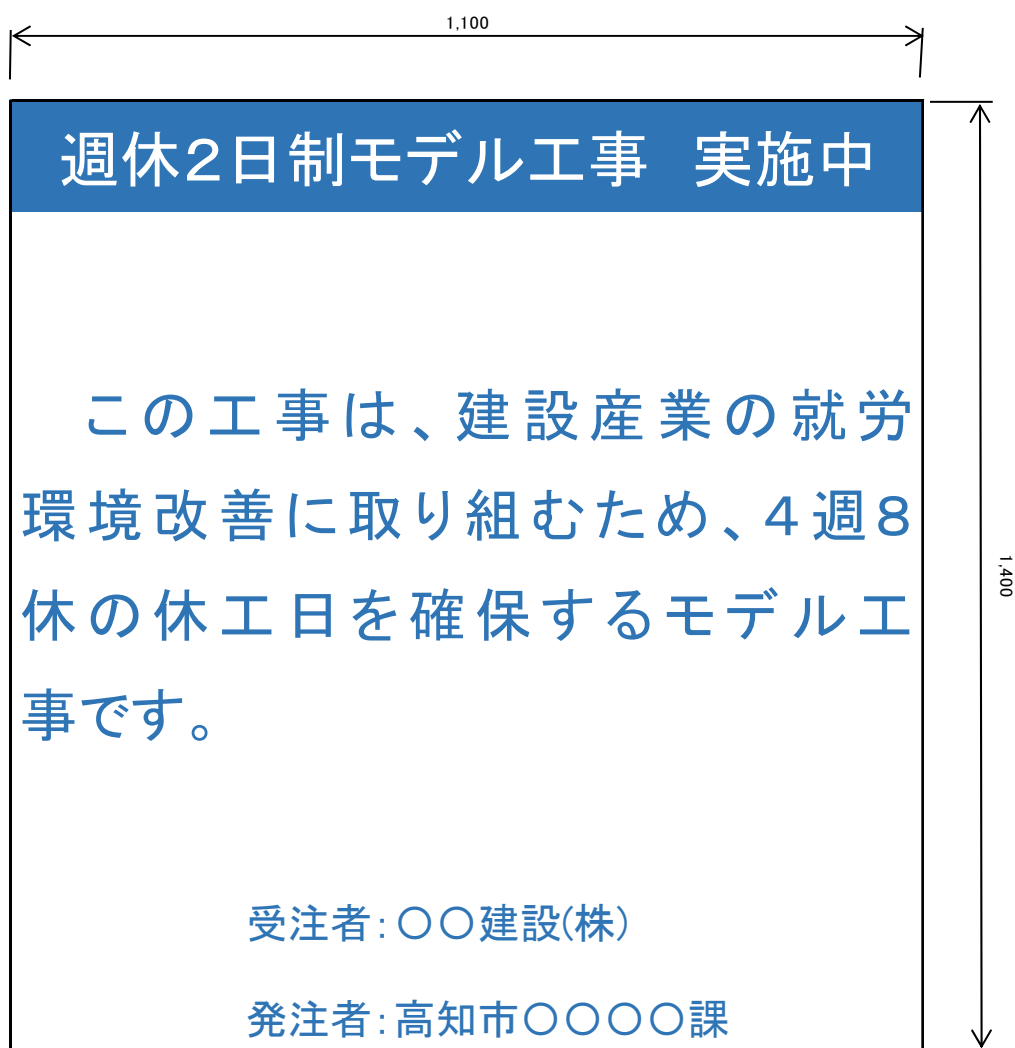 1,100
週休2日制モデル工事　実施中
この工事は、建設産業の就労
環境改善に取り組むため、4週8
休の休工日を確保するモデル工
事です。
1,400
受注者:〇〇建設(株)
発注者:高知市〇〇〇〇課